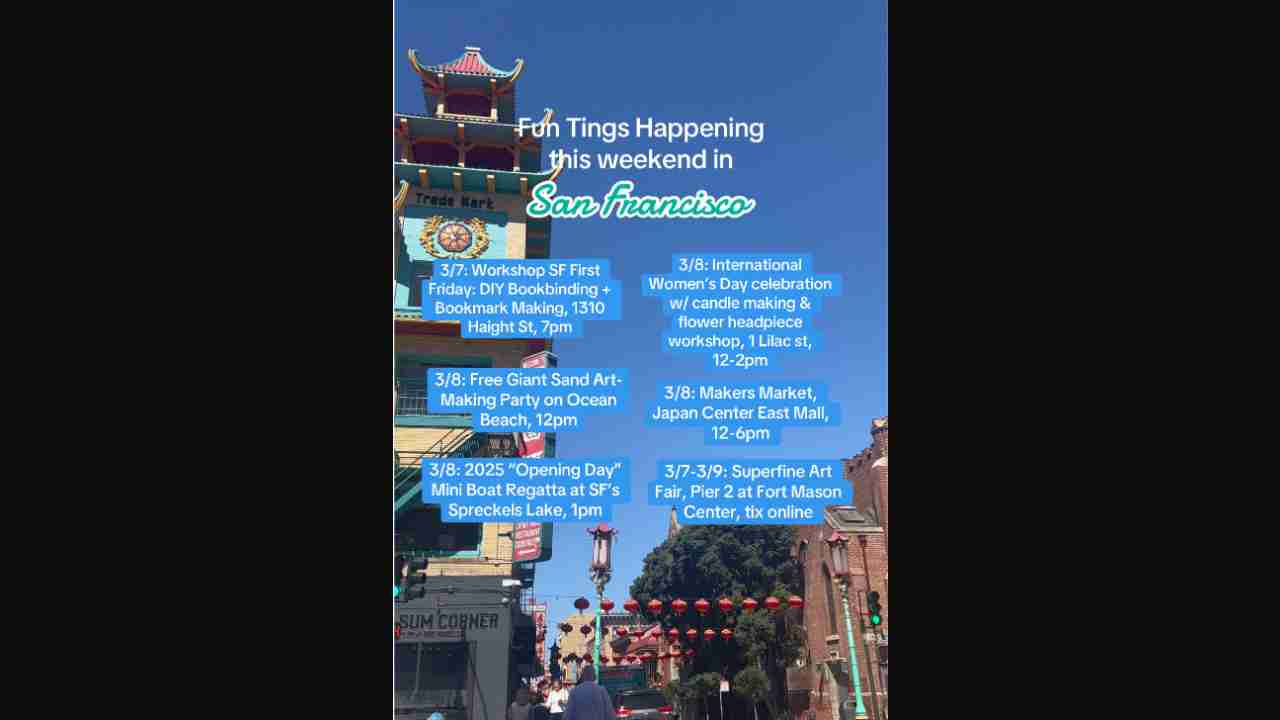 Fun Tings Happening
this weekend in
San Francisco
Trade Mark
3/7: Workshop SF First
Friday: DIY Bookbinding +
Bookmark Making, 1310
Haight St, 7pm
3/8: International
Women's Day celebration
w/ candle making &
flower headpiece
workshop, 1 Lilac st,
12-2pm
3/8: Free Giant Sand Art-
Making Party on Ocean
Beach, 12pm
3/8: Makers Market,
Japan Center East Mall,
12-6pm
3/8: 2025 “Opening Day”
Mini Boat Regatta at SF's
Spreckels Lake, 1pm
3/7-3/9: Superfine Art
Fair, Pier 2 at Fort Mason
Center, tix online
SUM CORNER